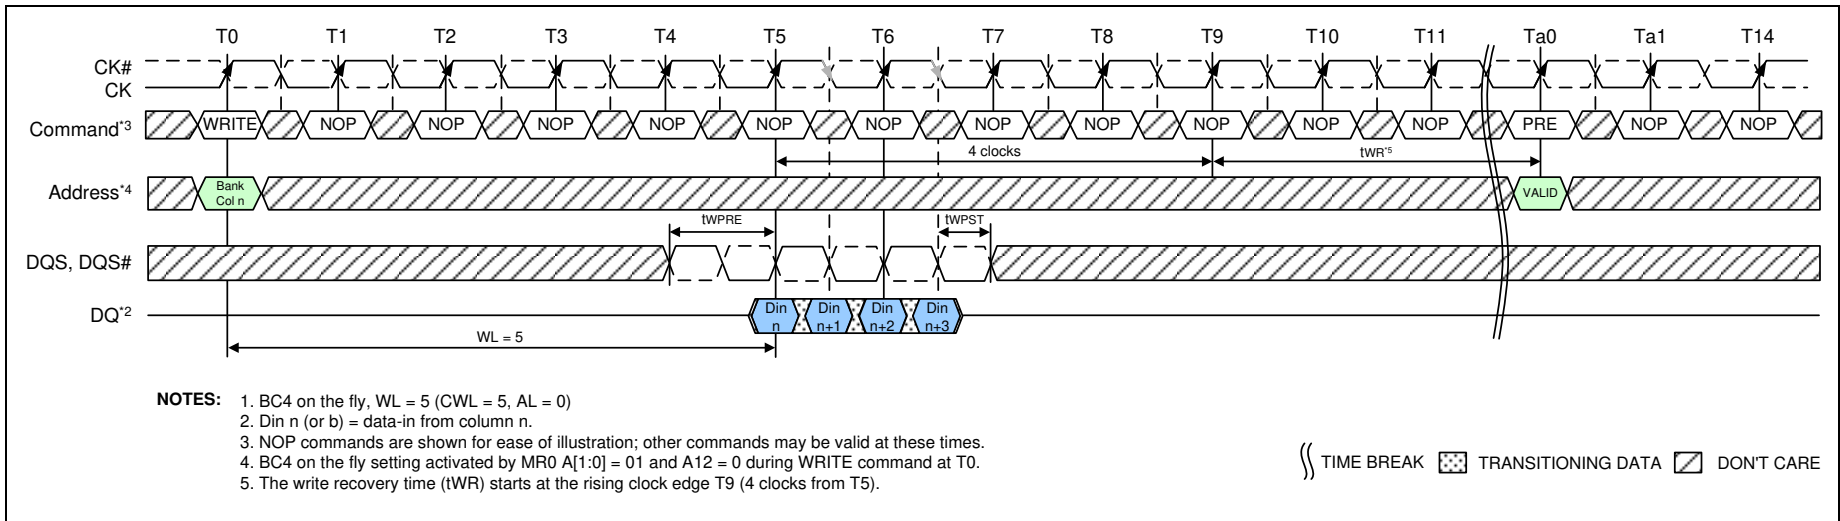 T0 T1 T2 T3 T4 T5 T6 T7 T8 T9 T10 T11 Ta0 Ta1 T14
CK#
CK
Command*3 WRITE NOP NOP NOP NOP NOP NOP NOP NOP NOP NOP NOP PRE NOP NOP
4 clocks tWR*5
Address*4 Bank Col n VALID
tWPRE tWPST
DQS, DQS#
DQ*2 Din n Din n+1 Din n+2 Din n+3
WL = 5
NOTES: 1. BC4 on the fly, WL = 5 (CWL = 5, AL = 0)
2. Din n (or b) = data-in from column n.
3. NOP commands are shown for ease of illustration; other commands may be valid at these times.
4. BC4 on the fly setting activated by MR0 A[1:0] = 01 and A12 = 0 during WRITE command at T0.
5. The write recovery time (tWR) starts at the rising clock edge T9 (4 clocks from T5).
TIME BREAK TRANSITIONING DATA DON'T CARE